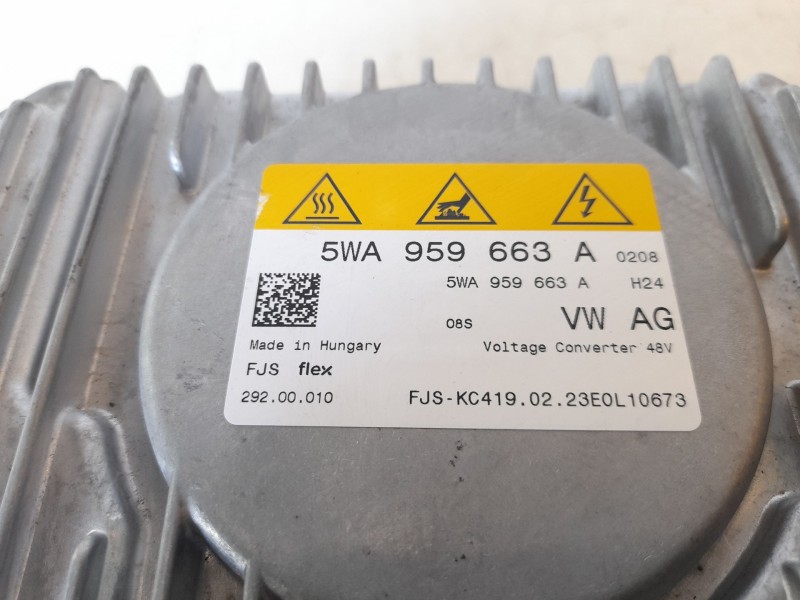 5WA 959 663 A 0208
5WA 959 663 A H24
08S VW AG
Made in Hungary Voltage Converter 48V
FJS flex
292.00.010 FJS-KC419.02.23E0L10673